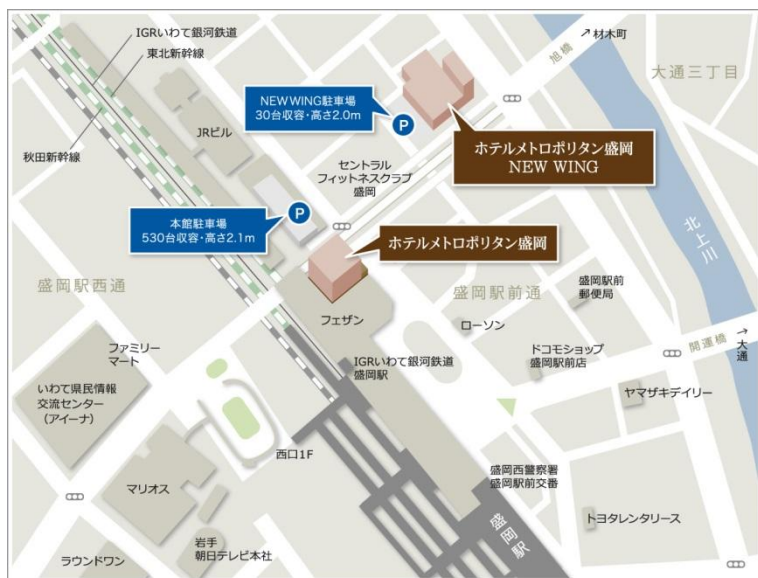 IGRいわて銀河鉄道
東北新幹線
秋田新幹線
JRビル
NEW WING駐車場
30台収容・高さ2.0m
P
↗材木町
旭橋
大通三丁目
ホテルメトロポリタン盛岡
NEW WING
セントラル
フィットネスクラブ
盛岡
本館駐車場
530台収容・高さ2.1m
P
ホテルメトロポリタン盛岡
北上川
盛岡駅西通
盛岡駅前通
盛岡駅前
郵便局
フェザン
ローソン
ドコモショップ
盛岡駅前店
開運橋
→
大通
ファミリー
マート
IGRいわて銀河鉄道
盛岡駅
いわて県民情報
交流センター
（アイーナ）
ヤマザキデイリー
西口1F
盛岡西警察署
盛岡駅前交番
マリオス
盛岡駅
トヨタレンタリース
岩手
朝日テレビ本社
ラウンドワン